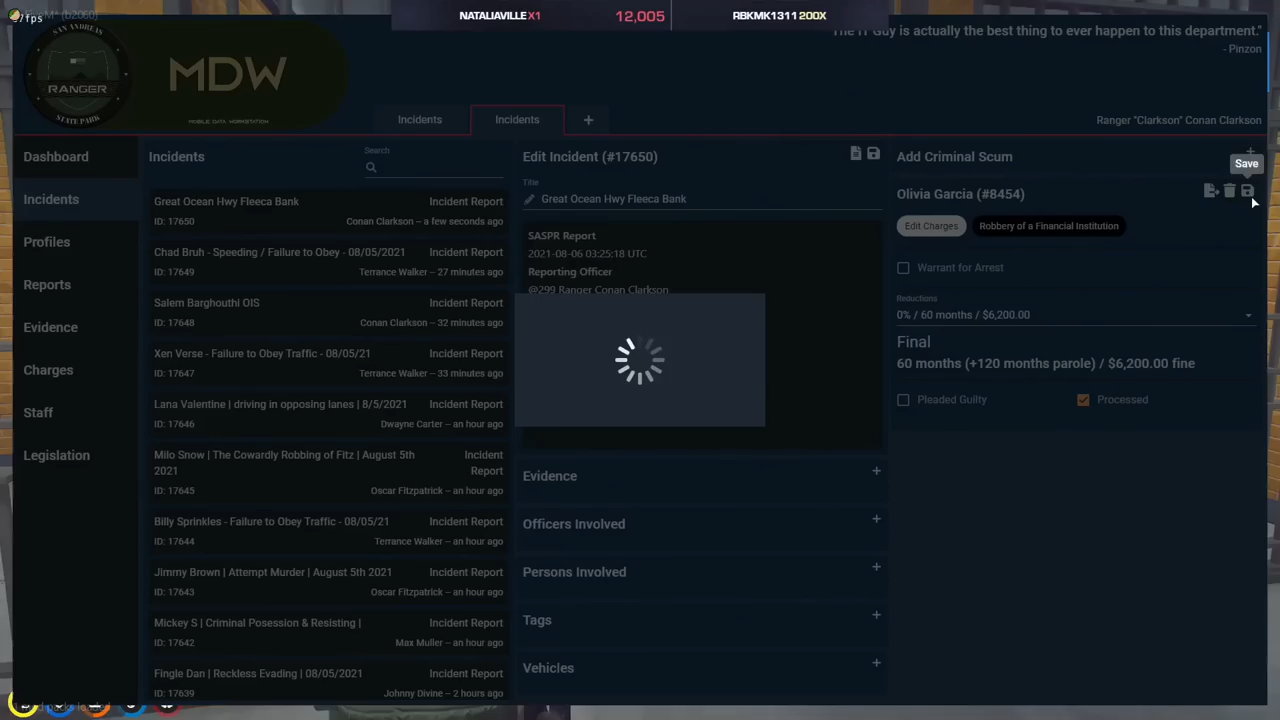 7fps
NATALIAVILLE X1
12,005
RBKMK1311 200X
SAN ANDREAS
RANGER
STATE PARK
MDW
MOBILE DATA WORKSTATION
The IT Guy is actually the best thing to ever happen to this department."
- Pinzon
Incidents
Incidents
+
Ranger "Clarkson" Conan Clarkson
Dashboard
Incidents
Profiles
Reports
Evidence
Charges
Staff
Legislation
Incidents
Search
Great Ocean Hwy Fleeca Bank Incident Report
ID: 17650 Conan Clarkson – a few seconds ago
Chad Bruh - Speeding / Failure to Obey - 08/05/2021 Incident Report
ID: 17649 Terrance Walker – 27 minutes ago
Salem Barghouthi OIS Incident Report
ID: 17648 Conan Clarkson – 32 minutes ago
Xen Verse - Failure to Obey Traffic - 08/05/21 Incident Report
ID: 17647 Terrance Walker – 33 minutes ago
Lana Valentine | driving in opposing lanes | 8/5/2021 Incident Report
ID: 17646 Dwayne Carter – an hour ago
Milo Snow | The Cowardly Robbing of Fitz | August 5th Incident
2021 Report
ID: 17645 Oscar Fitzpatrick – an hour ago
Billy Sprinkles - Failure to Obey Traffic - 08/05/21 Incident Report
ID: 17644 Terrance Walker – an hour ago
Jimmy Brown | Attempt Murder | August 5th 2021 Incident Report
ID: 17643 Oscar Fitzpatrick – an hour ago
Mickey S | Criminal Posession & Resisting | Incident Report
ID: 17642 Max Muller – an hour ago
Fingle Dan | Reckless Evading | 08/05/2021 Incident Report
ID: 17639 Johnny Divine – 2 hours ago
Edit Incident (#17650)
Title
Great Ocean Hwy Fleeca Bank
SASPR Report
2021-08-06 03:25:18 UTC
Reporting Officer
@299 Ranger Conan Clarkson
Evidence +
Officers Involved +
Persons Involved +
Tags +
Vehicles +
Add Criminal Scum
Save
Olivia Garcia (#8454)
Edit Charges
Robbery of a Financial Institution
Warrant for Arrest
Reductions
0% / 60 months / $6,200.00
Final
60 months (+120 months parole) / $6,200.00 fine
Pleaded Guilty
Processed